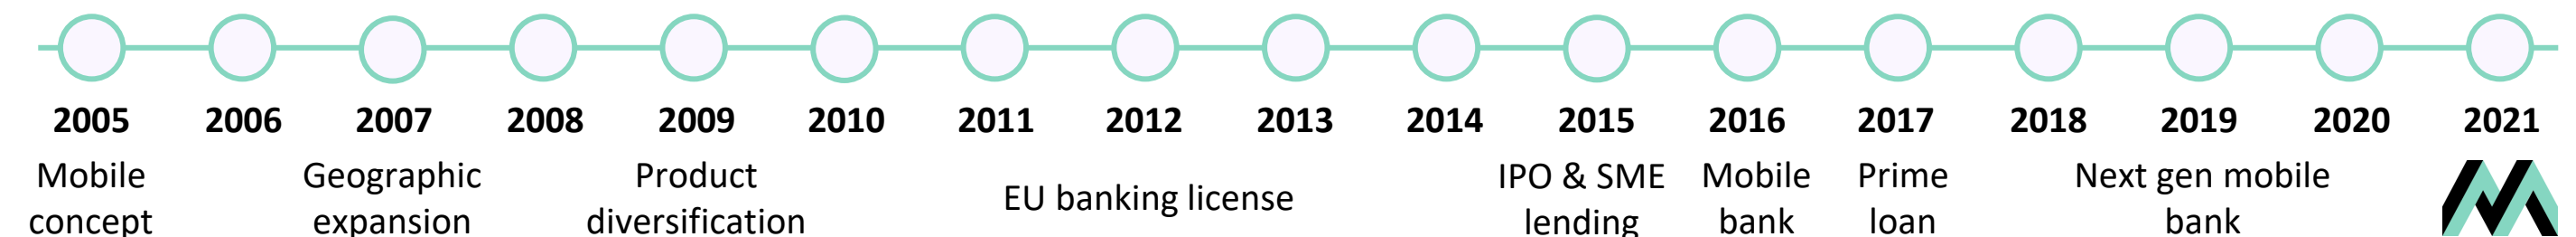 2005 2006 2007 2008 2009 2010 2011 2012 2013 2014 2015 2016 2017 2018 2019 2020 2021
Mobile
concept
Geographic
expansion
Product
diversification
EU banking license
IPO & SME
lending
Mobile
bank
Prime
loan
Next gen mobile
bank